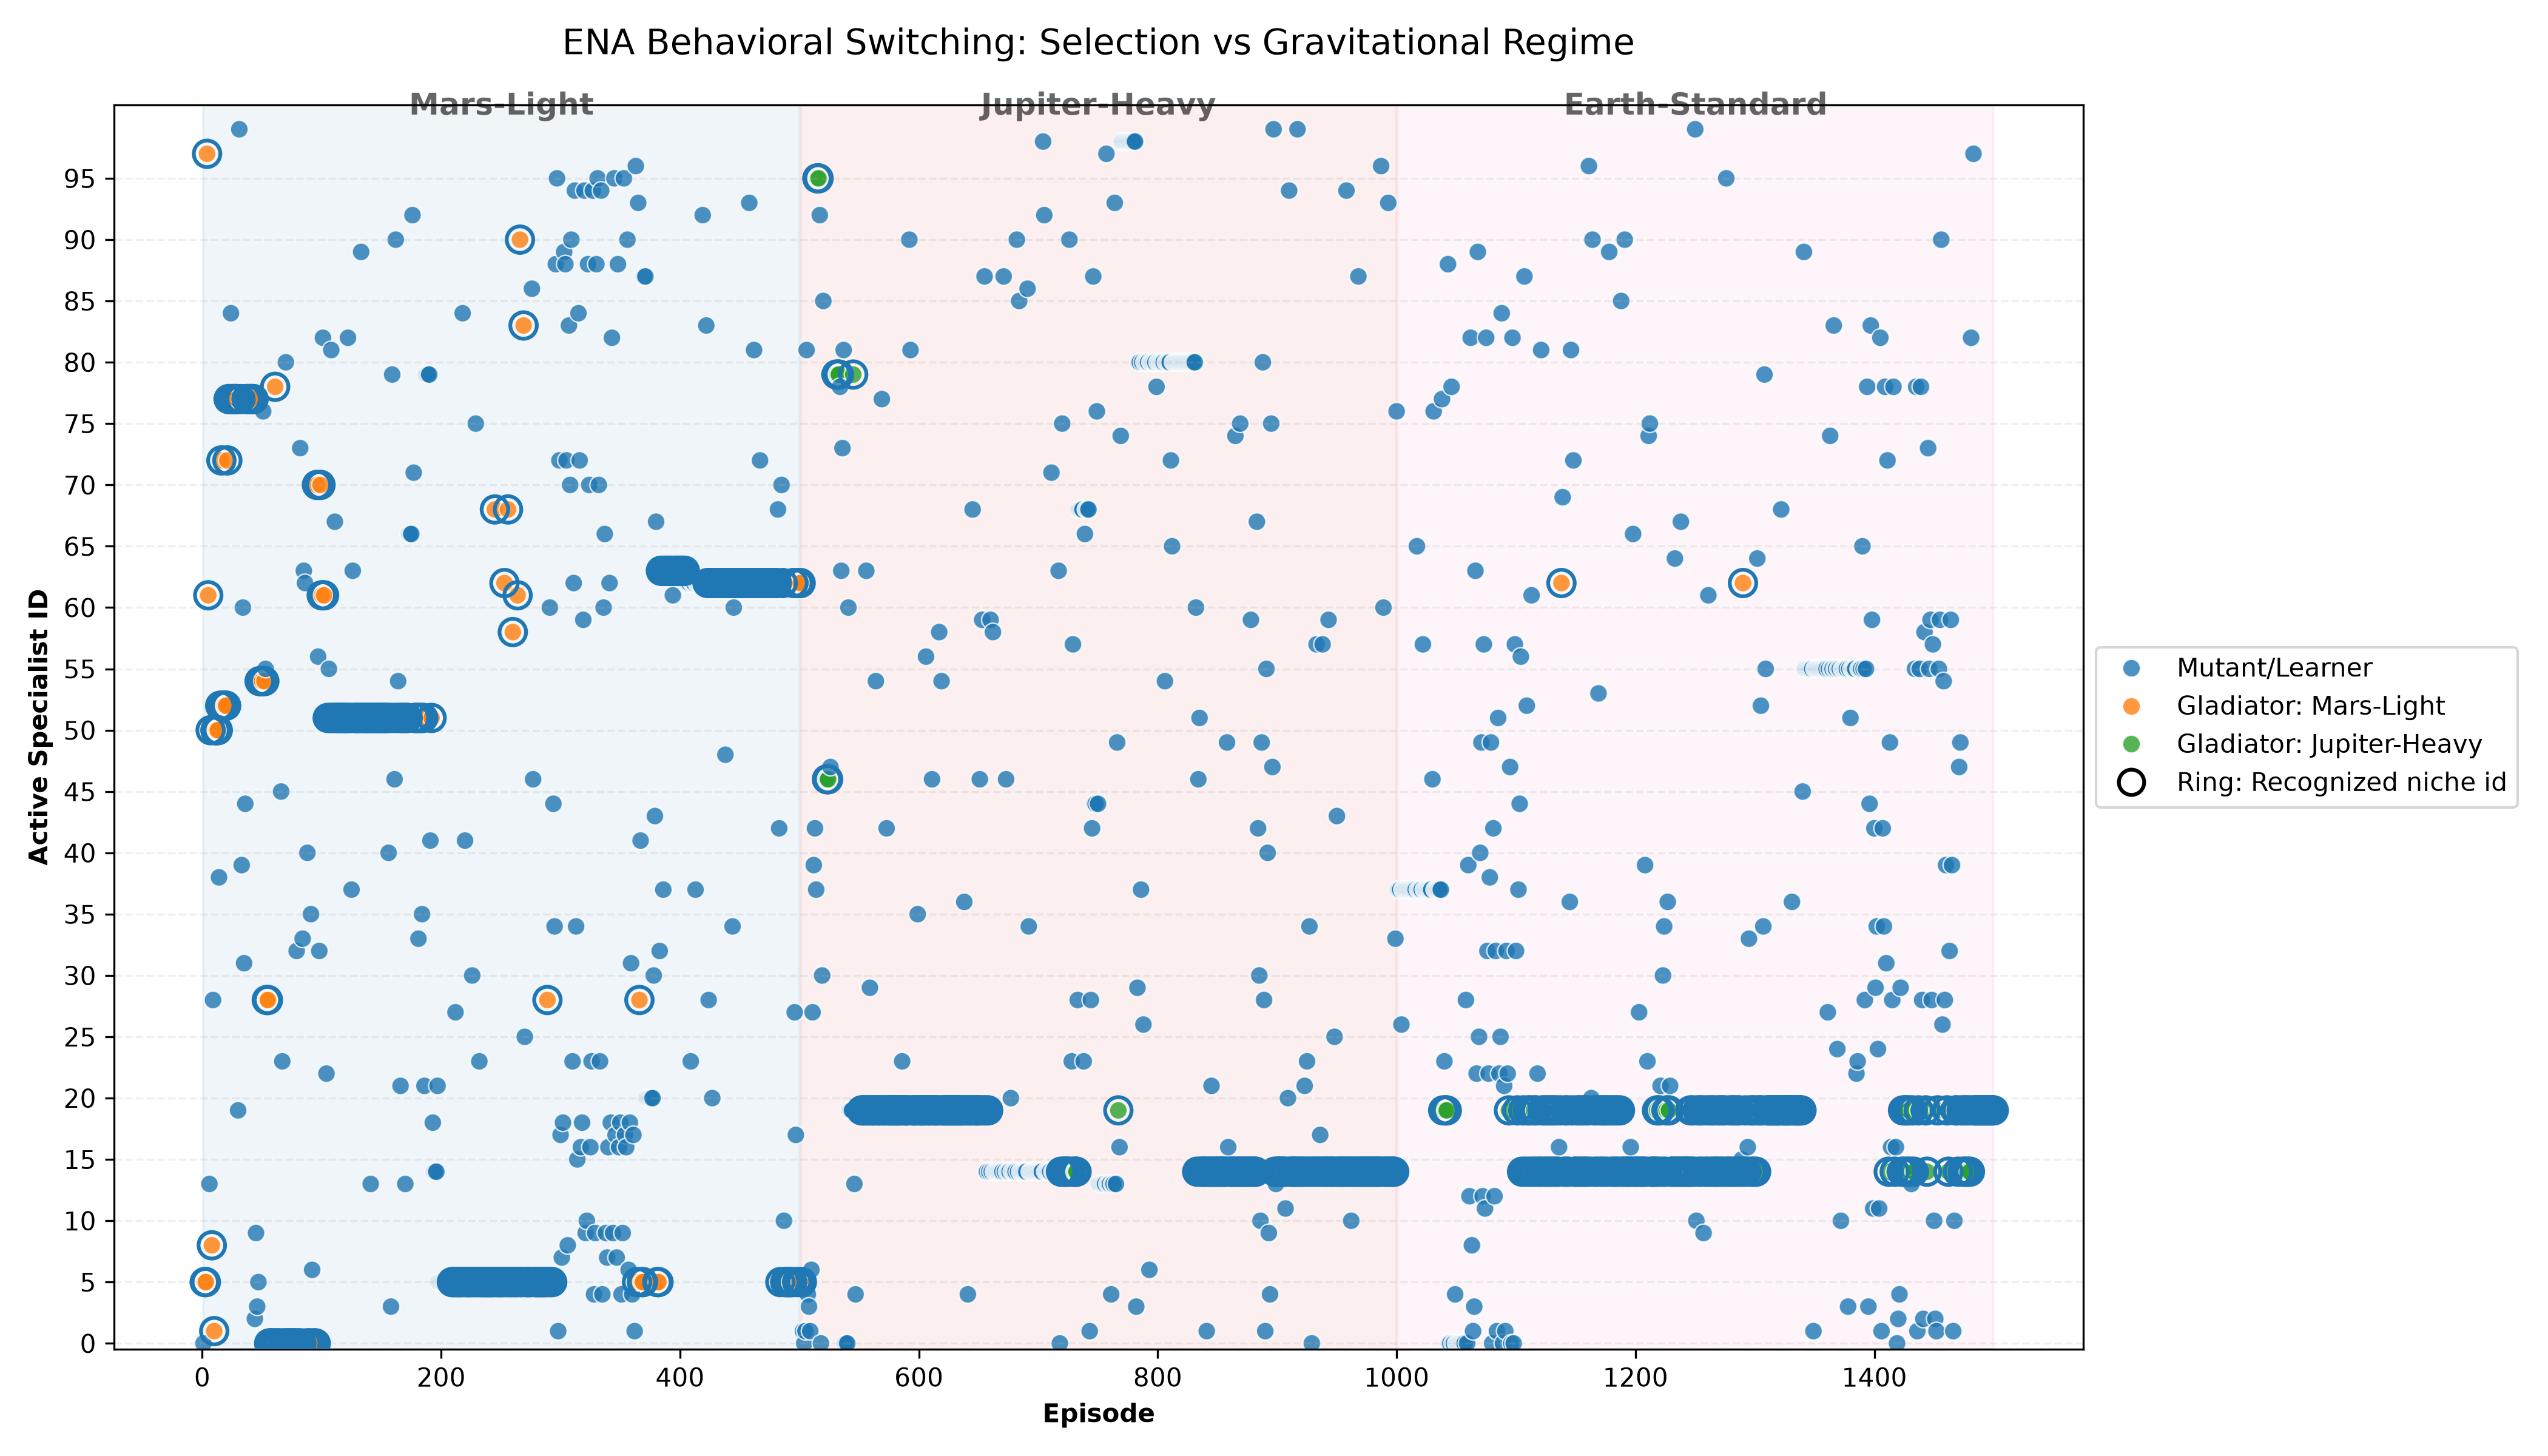 ENA Behavioral Switching: Selection vs Gravitational Regime
Mars-Light
Jupiter-Heavy
Earth-Standard
Active Specialist ID
95
90
85
80
75
70
65
60
55
50
45
40
35
30
25
20
15
10
5
0
0 200 400 600 800 1000 1200 1400
Episode
Mutant/Learner
Gladiator: Mars-Light
Gladiator: Jupiter-Heavy
Ring: Recognized niche id